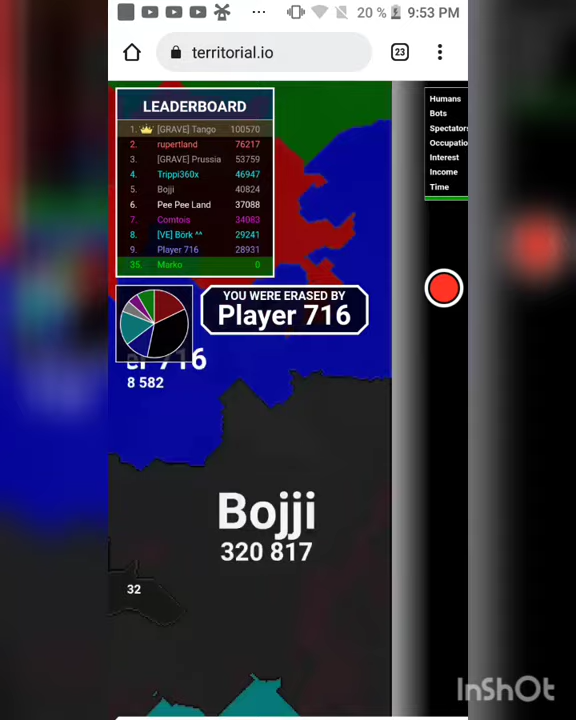 20 % 9:53 PM
territorial.io
23
LEADERBOARD
1. [GRAVE] Tango 100570
2. rupertland 76217
3. [GRAVE] Prussia 53759
4. Trippi360x 46947
5. Bojji 40824
6. Pee Pee Land 37088
7. Comtois 34083
8. [VE] Börk ^^ 29241
9. Player 716 28931
35. Marko 0
Humans
Bots
Spectators
Occupatio
Interest
Income
Time
YOU WERE ERASED BY
Player 716
er 716
8 582
Bojji
320 817
32
InShOt